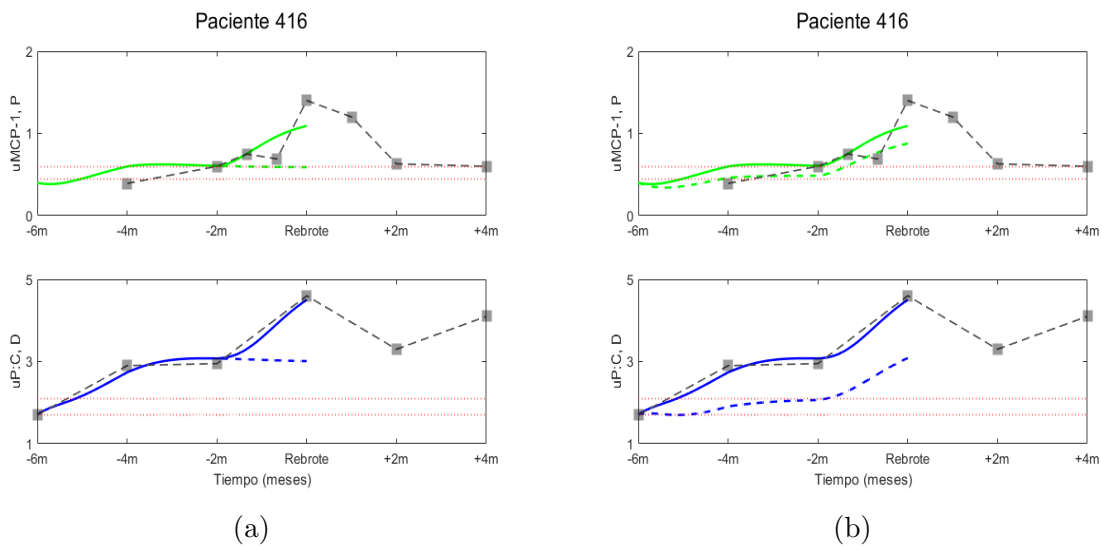 Paciente 416
uMCP-1, P
2
1
0
-6m -4m -2m Rebrote +2m +4m
uP:C, D
5
3
1
-6m -4m -2m Rebrote +2m +4m
Tiempo (meses)
(a)
Paciente 416
uMCP-1, P
2
1
0
-6m -4m -2m Rebrote +2m +4m
uP:C, D
5
3
1
-6m -4m -2m Rebrote +2m +4m
Tiempo (meses)
(b)